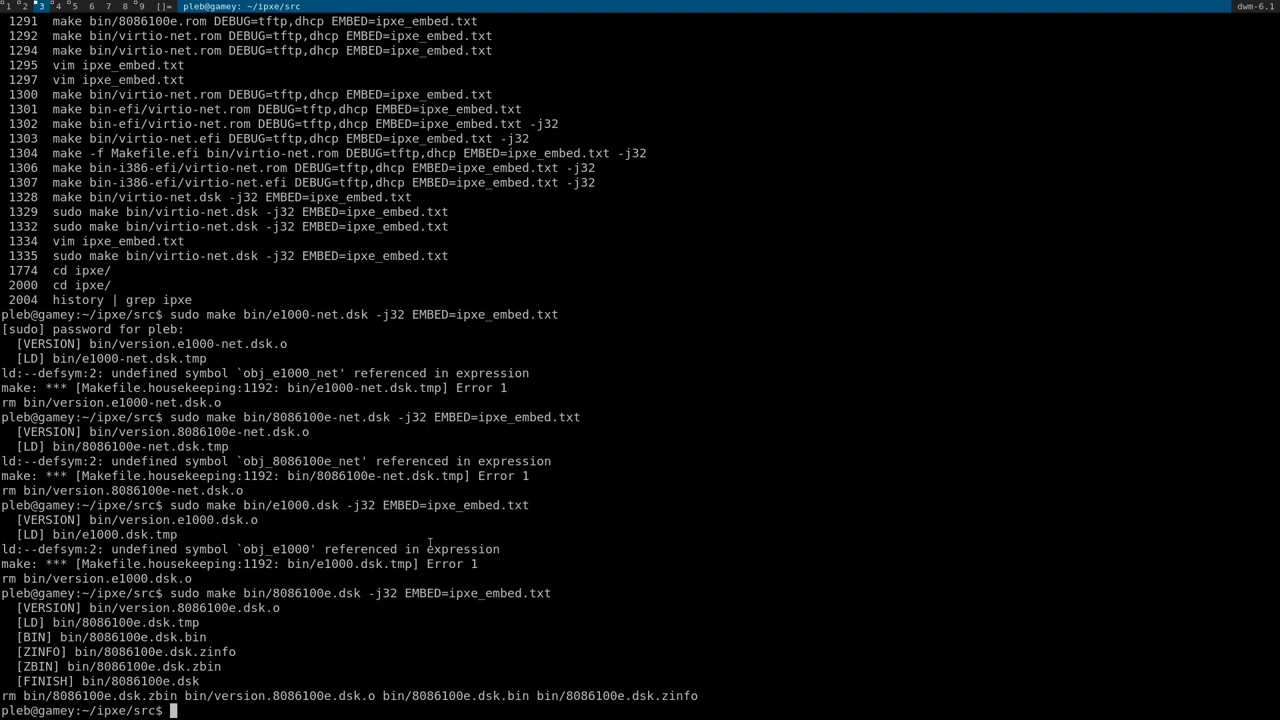 1 2 3 4 5 6 7 8 9 []= pleb@gamey: ~/ipxe/src dwm-6.1
1291 make bin/8086100e.rom DEBUG=tftp,dhcp EMBED=ipxe_embed.txt
1292 make bin/virtio-net.rom DEBUG=tftp,dhcp EMBED=ipxe_embed.txt
1294 make bin/virtio-net.rom DEBUG=tftp,dhcp EMBED=ipxe_embed.txt
1295 vim ipxe_embed.txt
1297 vim ipxe_embed.txt
1300 make bin/virtio-net.rom DEBUG=tftp,dhcp EMBED=ipxe_embed.txt
1301 make bin-efi/virtio-net.rom DEBUG=tftp,dhcp EMBED=ipxe_embed.txt
1302 make bin-efi/virtio-net.rom DEBUG=tftp,dhcp EMBED=ipxe_embed.txt -j32
1303 make bin/virtio-net.efi DEBUG=tftp,dhcp EMBED=ipxe_embed.txt -j32
1304 make -f Makefile.efi bin/virtio-net.rom DEBUG=tftp,dhcp EMBED=ipxe_embed.txt -j32
1306 make bin-i386-efi/virtio-net.rom DEBUG=tftp,dhcp EMBED=ipxe_embed.txt -j32
1307 make bin-i386-efi/virtio-net.efi DEBUG=tftp,dhcp EMBED=ipxe_embed.txt -j32
1328 make bin/virtio-net.dsk -j32 EMBED=ipxe_embed.txt
1329 sudo make bin/virtio-net.dsk -j32 EMBED=ipxe_embed.txt
1332 sudo make bin/virtio-net.dsk -j32 EMBED=ipxe_embed.txt
1334 vim ipxe_embed.txt
1335 sudo make bin/virtio-net.dsk -j32 EMBED=ipxe_embed.txt
1774 cd ipxe/
2000 cd ipxe/
2004 history | grep ipxe
pleb@gamey:~/ipxe/src$ sudo make bin/e1000-net.dsk -j32 EMBED=ipxe_embed.txt
[sudo] password for pleb:
[VERSION] bin/version.e1000-net.dsk.o
[LD] bin/e1000-net.dsk.tmp
ld:--defsym:2: undefined symbol `obj_e1000_net' referenced in expression
make: *** [Makefile.housekeeping:1192: bin/e1000-net.dsk.tmp] Error 1
rm bin/version.e1000-net.dsk.o
pleb@gamey:~/ipxe/src$ sudo make bin/8086100e-net.dsk -j32 EMBED=ipxe_embed.txt
[VERSION] bin/version.8086100e-net.dsk.o
[LD] bin/8086100e-net.dsk.tmp
ld:--defsym:2: undefined symbol `obj_8086100e_net' referenced in expression
make: *** [Makefile.housekeeping:1192: bin/8086100e-net.dsk.tmp] Error 1
rm bin/version.8086100e-net.dsk.o
pleb@gamey:~/ipxe/src$ sudo make bin/e1000.dsk -j32 EMBED=ipxe_embed.txt
[VERSION] bin/version.e1000.dsk.o
[LD] bin/e1000.dsk.tmp
ld:--defsym:2: undefined symbol `obj_e1000' referenced in expression
make: *** [Makefile.housekeeping:1192: bin/e1000.dsk.tmp] Error 1
rm bin/version.e1000.dsk.o
pleb@gamey:~/ipxe/src$ sudo make bin/8086100e.dsk -j32 EMBED=ipxe_embed.txt
[VERSION] bin/version.8086100e.dsk.o
[LD] bin/8086100e.dsk.tmp
[BIN] bin/8086100e.dsk.bin
[ZINFO] bin/8086100e.dsk.zinfo
[ZBIN] bin/8086100e.dsk.zbin
[FINISH] bin/8086100e.dsk
rm bin/8086100e.dsk.zbin bin/version.8086100e.dsk.o bin/8086100e.dsk.bin bin/8086100e.dsk.zinfo
pleb@gamey:~/ipxe/src$